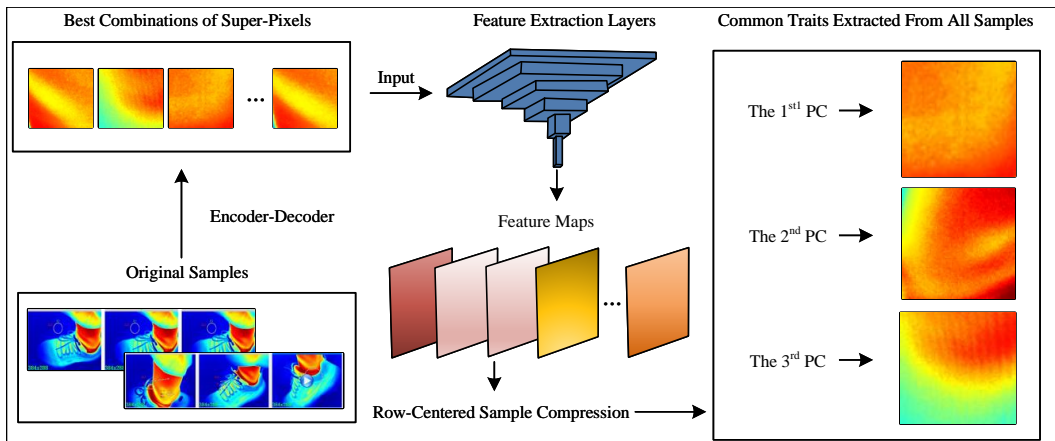 Best Combinations of Super-Pixels
Feature Extraction Layers
Common Traits Extracted From All Samples
...
Input
Encoder-Decoder
Original Samples
Feature Maps
...
Row-Centered Sample Compression
The 1st1 PC
The 2nd PC
The 3rd PC